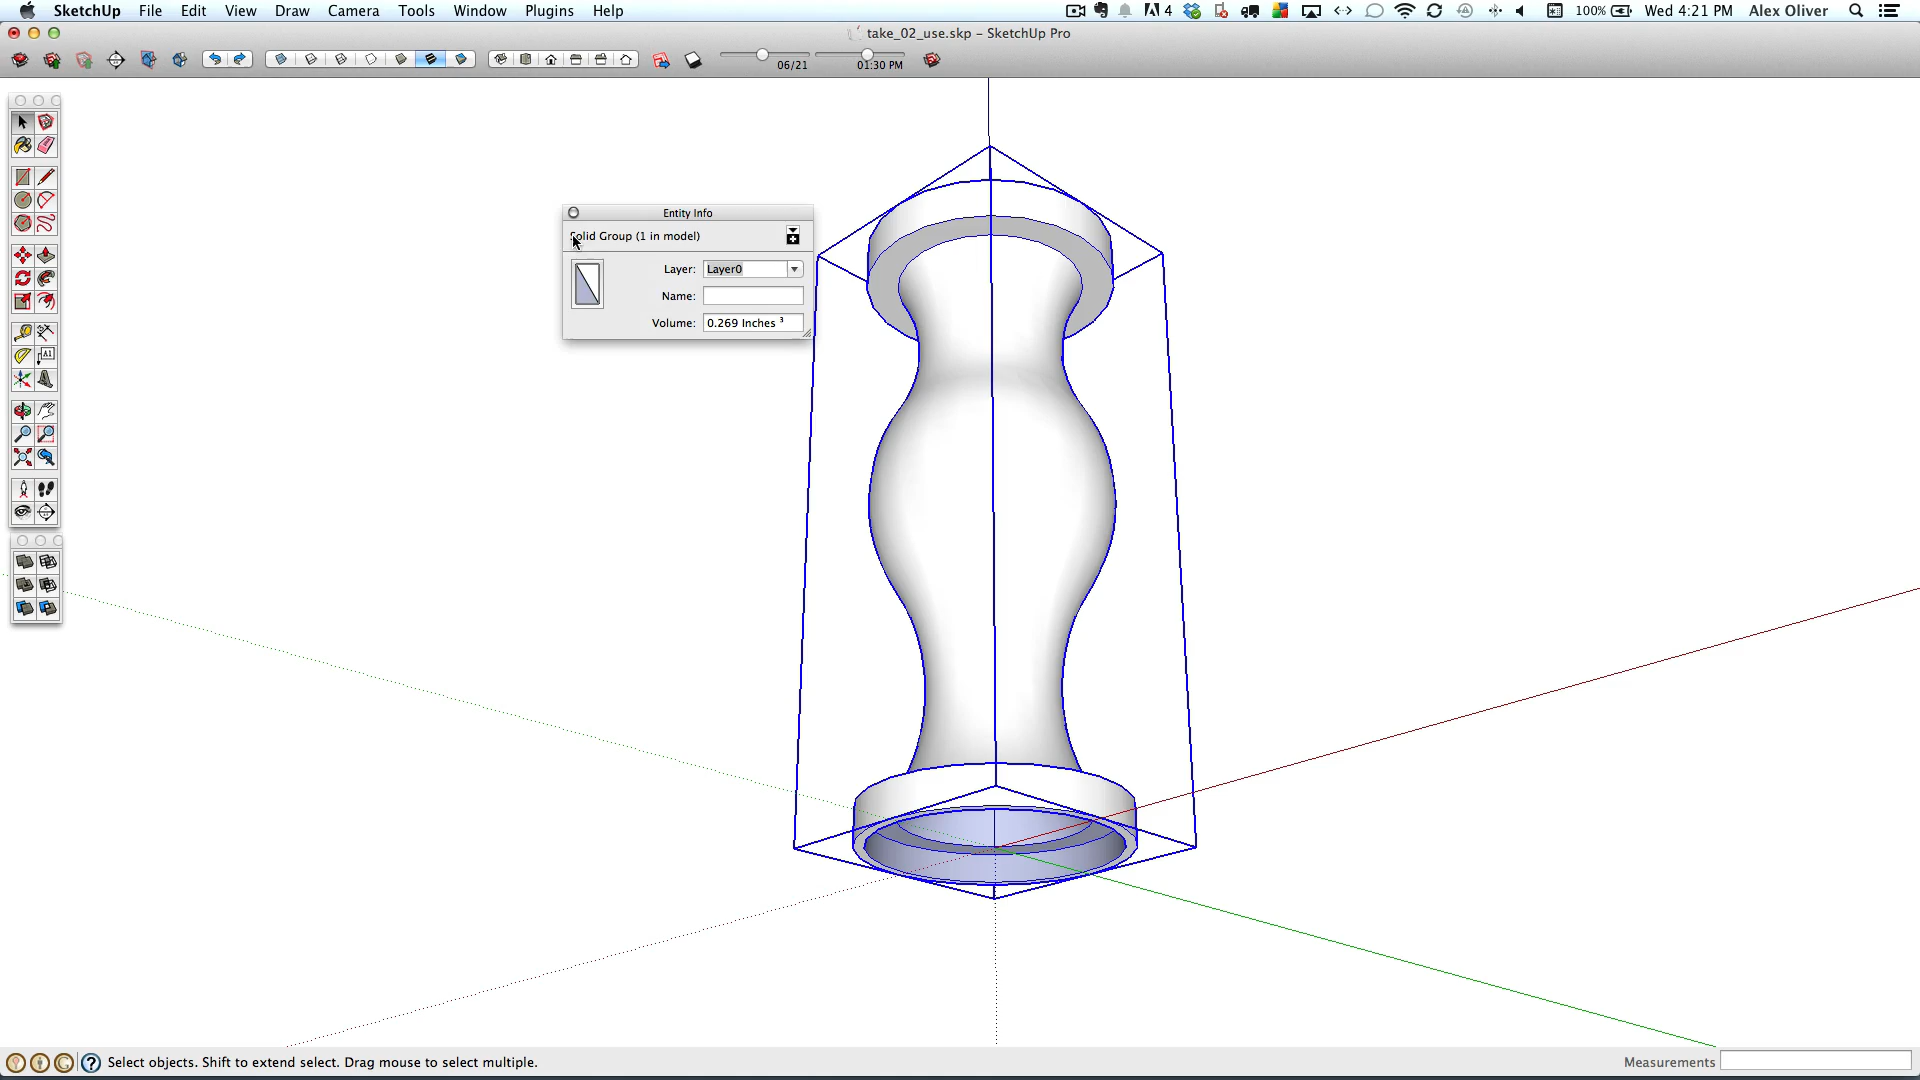 SketchUp File Edit View Draw Camera Tools Window Plugins Help 4 100% Wed 4:21 PM Alex Oliver
take_02_use.skp – SketchUp Pro
06/21 01:30 PM
Entity Info
Solid Group (1 in model)
Layer: Layer0
Name:
Volume: 0.269 Inches ³
A1
Select objects. Shift to extend select. Drag mouse to select multiple. Measurements